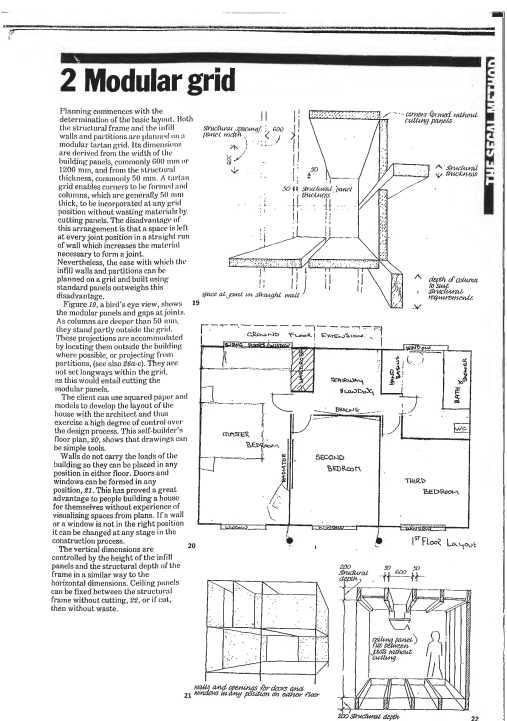 THE SEGAL METHOD
2 Modular grid
Planning commences with the
determination of the basic layout. Both
the structural frame and the infill
walls and partitions are planned on a
modular tartan grid. Its dimensions
are derived from the width of the
building panels, commonly 600 mm or
1200 mm, and from the structural
thickness, commonly 50 mm. A tartan
grid enables corners to be formed and
columns, which are generally 50 mm
thick, to be incorporated at any grid
position without wasting materials by
cutting panels. The disadvantage of
this arrangement is that a space is left
at every joint position in a straight run
of wall which increases the material
necessary to form a joint.
Nevertheless, the ease with which the
infill walls and partitions can be
planned on a grid and built using
standard panels outweighs this
disadvantage.
Figure 19, a bird's eye view, shows
the modular panels and gaps at joints.
As columns are deeper than 50 mm,
they stand partly outside the grid.
These projections are accommodated
by locating them outside the building
where possible, or projecting from
partitions, (see also 26a-c). They are
not set longways within the grid,
as this would entail cutting the
modular panels.
The client can use squared paper and
models to develop the layout of the
house with the architect and thus
exercise a high degree of control over
the design process. This self-builder's
floor plan, 20, shows that drawings can
be simple tools.
Walls do not carry the loads of the
building so they can be placed in any
position in either floor. Doors and
windows can be formed in any
position, 21. This has proved a great
advantage to people building a house
for themselves without experience of
visualising spaces from plans. If a wall
or a window is not in the right position
it can be changed at any stage in the
construction process.
The vertical dimensions are
controlled by the height of the infill
panels and the structural depth of the
frame in a similar way to the
horizontal dimensions. Ceiling panels
can be fixed between the structural
frame without cutting, 22, or if cut,
then without waste.
structural spacing/
panel width
600
600
corners formed without
cutting panels
50
50
structural panel
thickness
structural
thickness
depth of column
to suit
structural
requirements
space at joint in straight wall
19
GROUND FLOOR EXTENSION
WINDOW
STAIRWAY
& LANDING
HAND
BASINS
BATH & SHOWER
WC
BRACING
MASTER
BEDROOM
RADIATOR
SECOND
BEDROOM
THIRD
BEDROOM
WINDOW
WINDOW
WINDOW
1st FLOOR LAYOUT
20
walls and openings for doors and
windows in any position on either floor
21
200
structural
depth
50
600
50
ceiling panel
fits between
posts without
cutting
200 structural depth
22